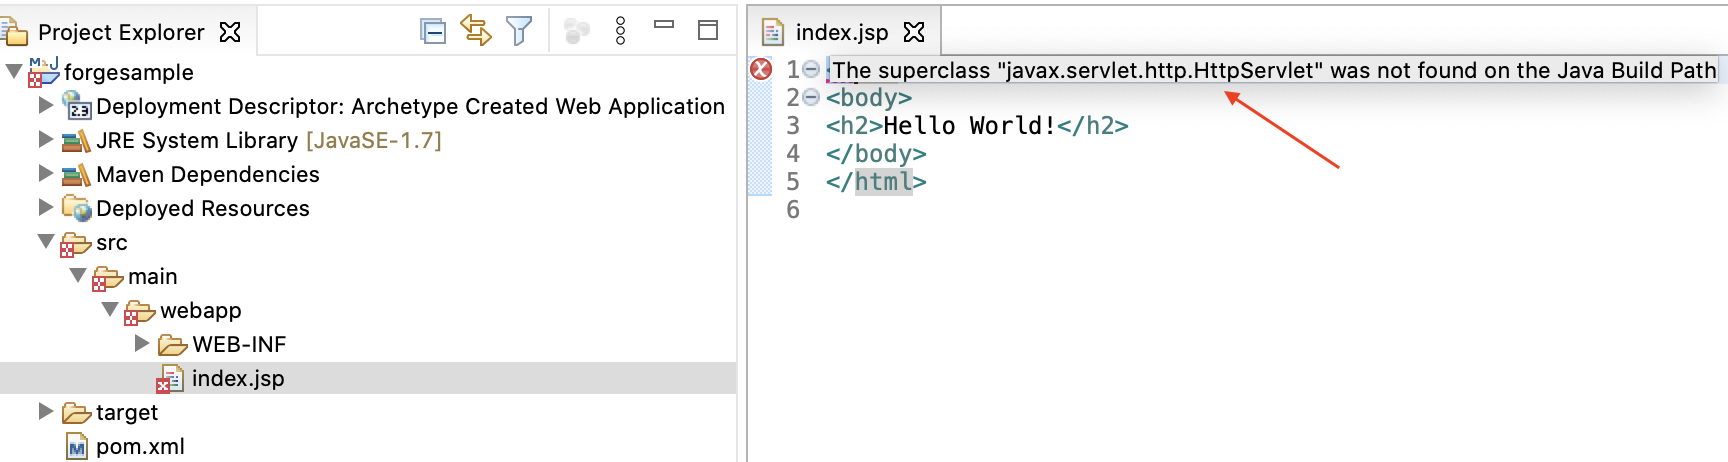 Project Explorer
forgesample
Deployment Descriptor: Archetype Created Web Application
JRE System Library [JavaSE-1.7]
Maven Dependencies
Deployed Resources
src
main
webapp
WEB-INF
index.jsp
target
pom.xml
index.jsp
1 The superclass "javax.servlet.http.HttpServlet" was not found on the Java Build Path
2 <body>
3 <h2>Hello World!</h2>
4 </body>
5 </html>
6